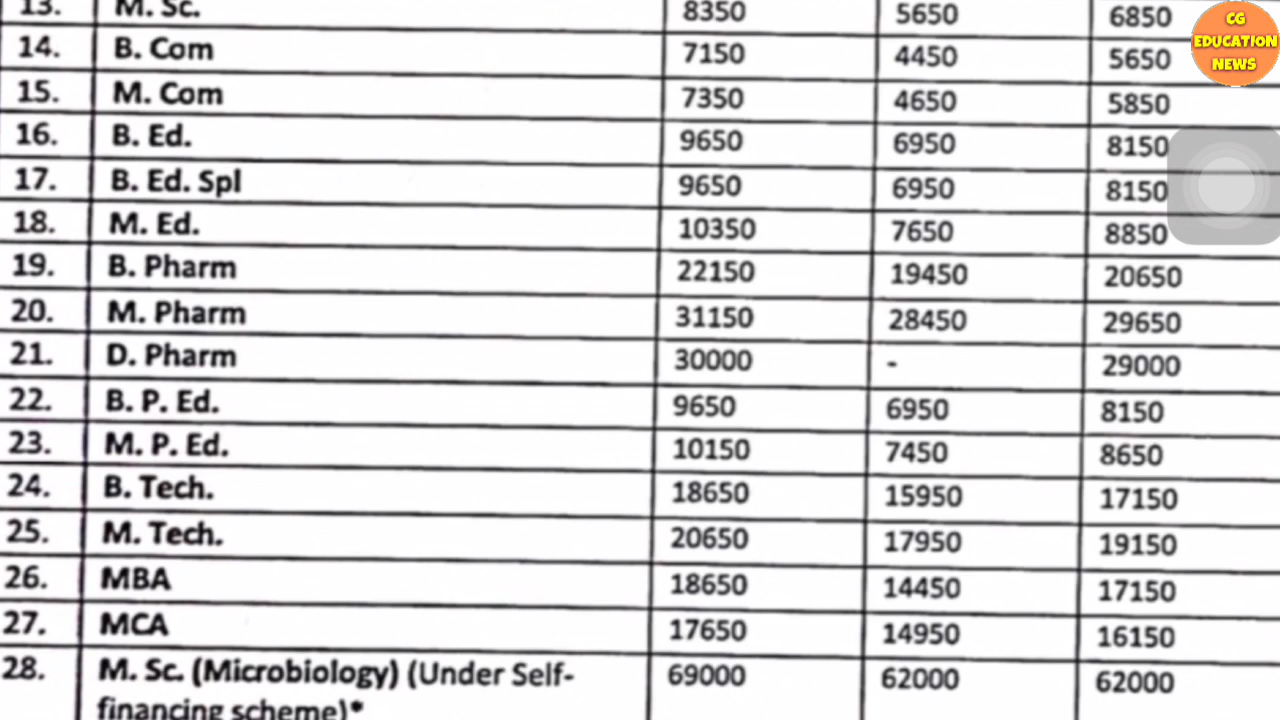 13. M. Sc. 8350 5650 6850
14. B. Com 7150 4450 5650
15. M. Com 7350 4650 5850
16. B. Ed. 9650 6950 8150
17. B. Ed. Spl 9650 6950 8150
18. M. Ed. 10350 7650 8850
19. B. Pharm 22150 19450 20650
20. M. Pharm 31150 28450 29650
21. D. Pharm 30000 - 29000
22. B. P. Ed. 9650 6950 8150
23. M. P. Ed. 10150 7450 8650
24. B. Tech. 18650 15950 17150
25. M. Tech. 20650 17950 19150
26. MBA 18650 14450 17150
27. MCA 17650 14950 16150
28. M. Sc. (Microbiology) (Under Self- 69000 62000 62000
financing scheme)*
CG
EDUCATION
NEWS